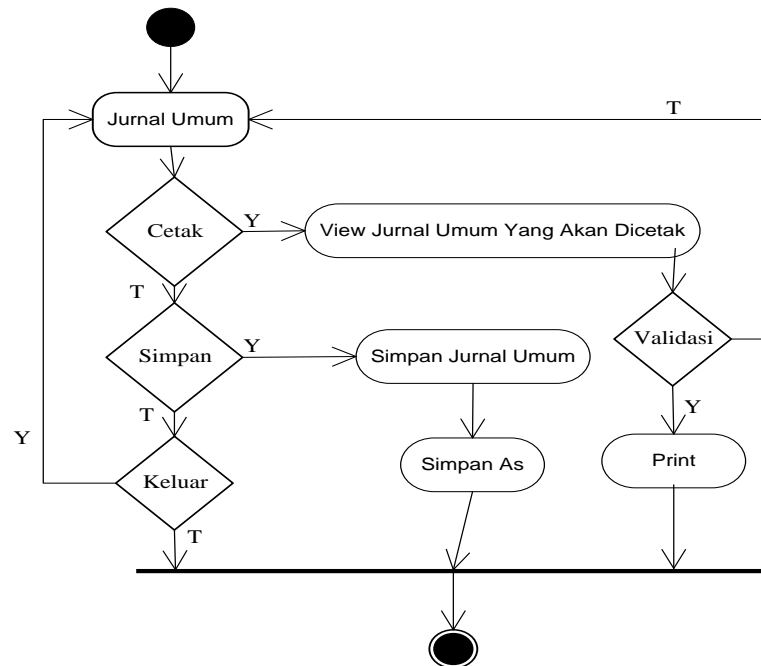 Jurnal Umum
T
Cetak
Y
View Jurnal Umum Yang Akan Dicetak
T
Simpan
Y
Simpan Jurnal Umum
Validasi
T
Y
Y
Keluar
Simpan As
Print
T